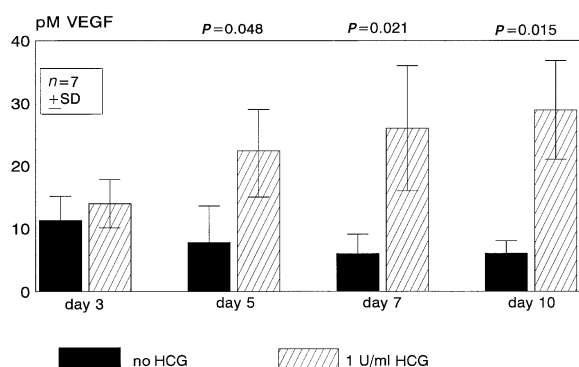 pM VEGF
P=0.048 P=0.021 P=0.015
40
n=7
±SD
30
20
10
0
day 3 day 5 day 7 day 10
no HCG 1 U/ml HCG